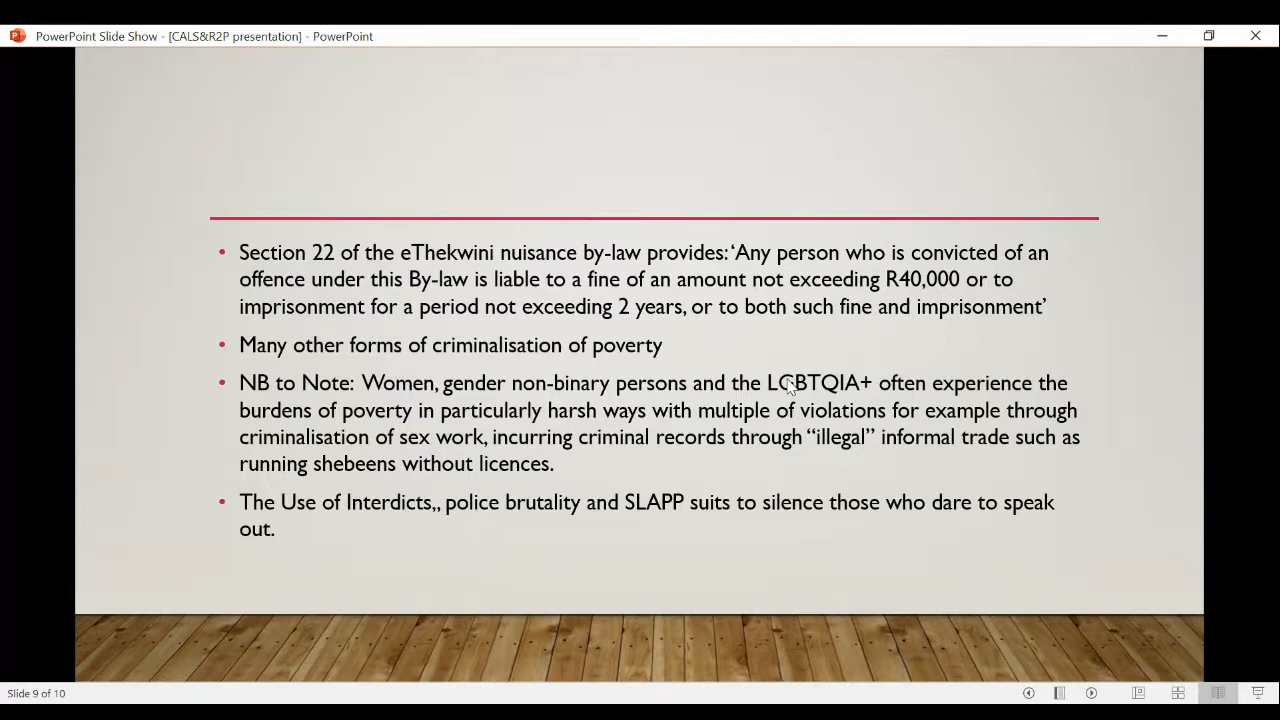 PowerPoint Slide Show - [CALS&R2P presentation] - PowerPoint
• Section 22 of the eThekwini nuisance by-law provides: ‘Any person who is convicted of an
offence under this By-law is liable to a fine of an amount not exceeding R40,000 or to
imprisonment for a period not exceeding 2 years, or to both such fine and imprisonment’
• Many other forms of criminalisation of poverty
• NB to Note: Women, gender non-binary persons and the LGBTQIA+ often experience the
burdens of poverty in particularly harsh ways with multiple of violations for example through
criminalisation of sex work, incurring criminal records through “illegal” informal trade such as
running shebeens without licences.
• The Use of Interdicts,, police brutality and SLAPP suits to silence those who dare to speak
out.
Slide 9 of 10